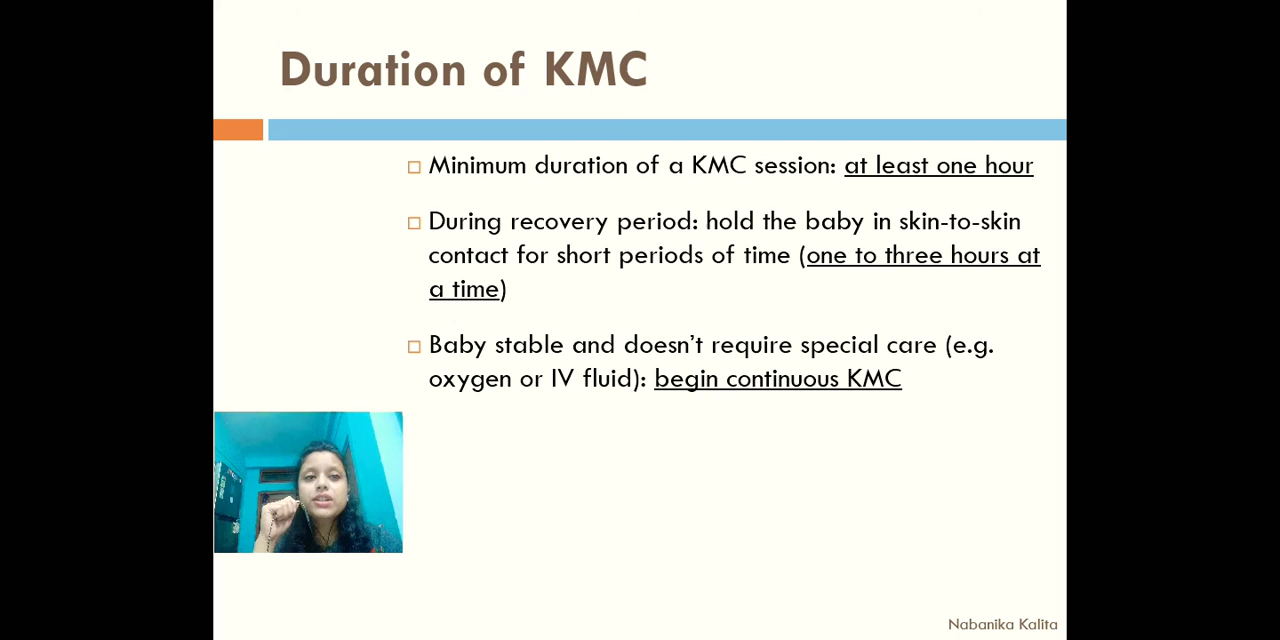 Duration of KMC
Minimum duration of a KMC session: at least one hour
During recovery period: hold the baby in skin-to-skin
contact for short periods of time (one to three hours at
a time)
Baby stable and doesn’t require special care (e.g.
oxygen or IV fluid): begin continuous KMC
Nabanika Kalita